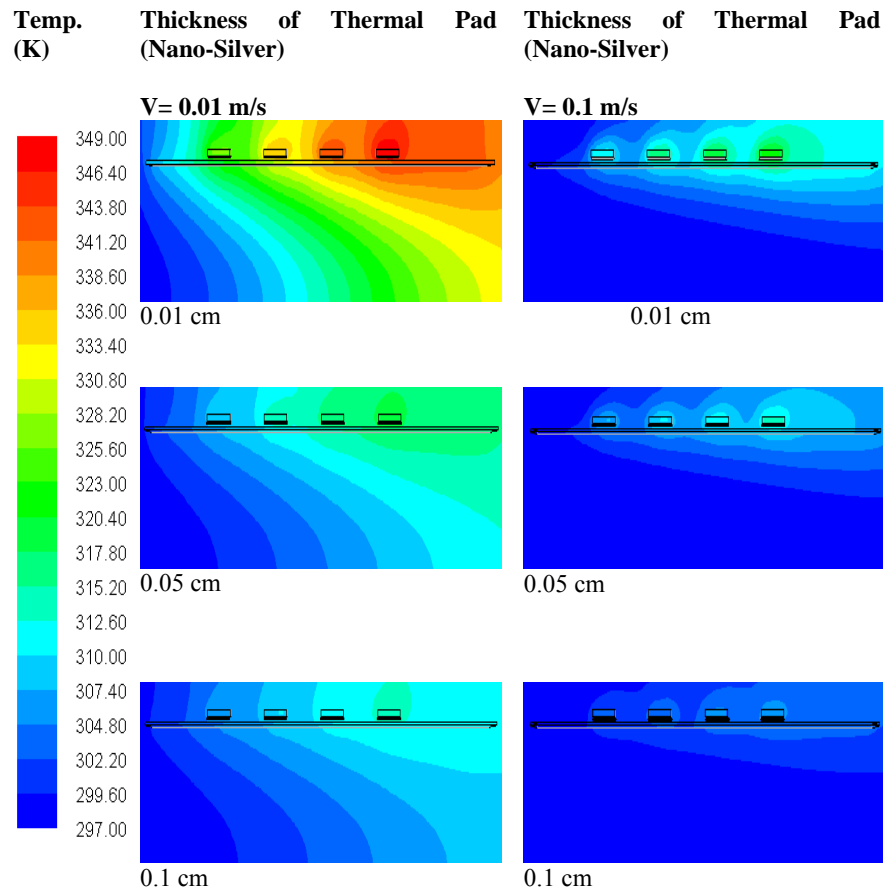 Temp. (K)
Thickness of Thermal Pad (Nano-Silver)
Thickness of Thermal Pad (Nano-Silver)
V= 0.01 m/s
V= 0.1 m/s
349.00
346.40
343.80
341.20
338.60
336.00
333.40
330.80
328.20
325.60
323.00
320.40
317.80
315.20
312.60
310.00
307.40
304.80
302.20
299.60
297.00
0.01 cm
0.01 cm
0.05 cm
0.05 cm
0.1 cm
0.1 cm